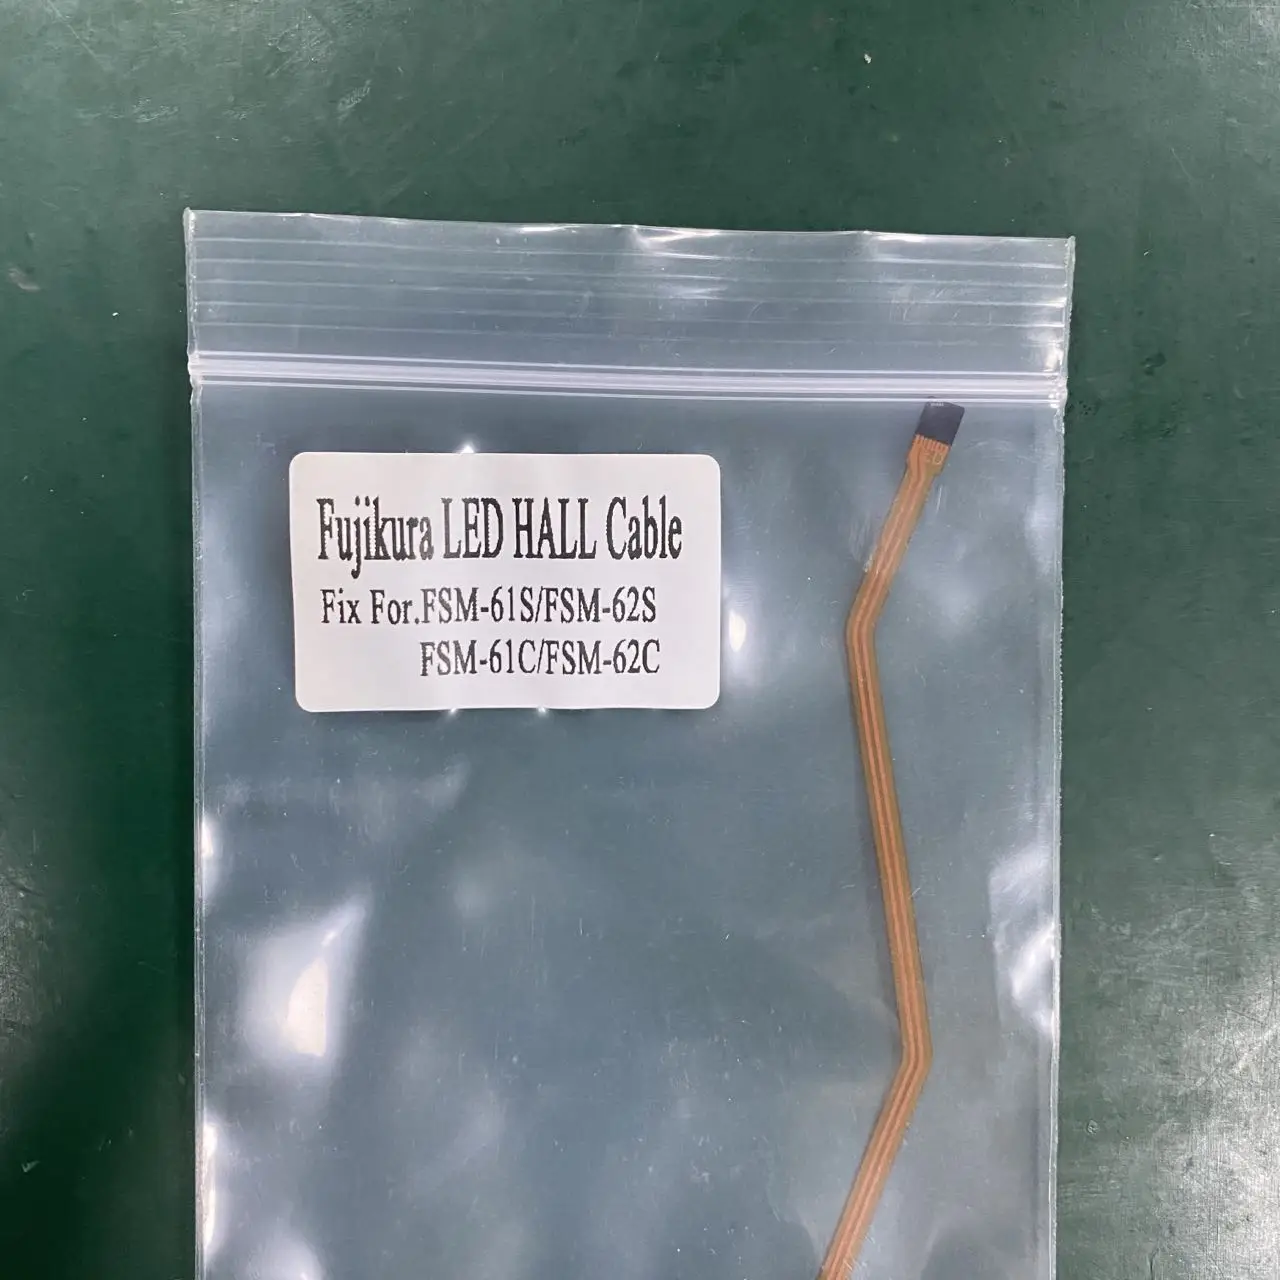 Fujikura LED HALL Cable
Fix For.FSM-61S/FSM-62S
FSM-61C/FSM-62C